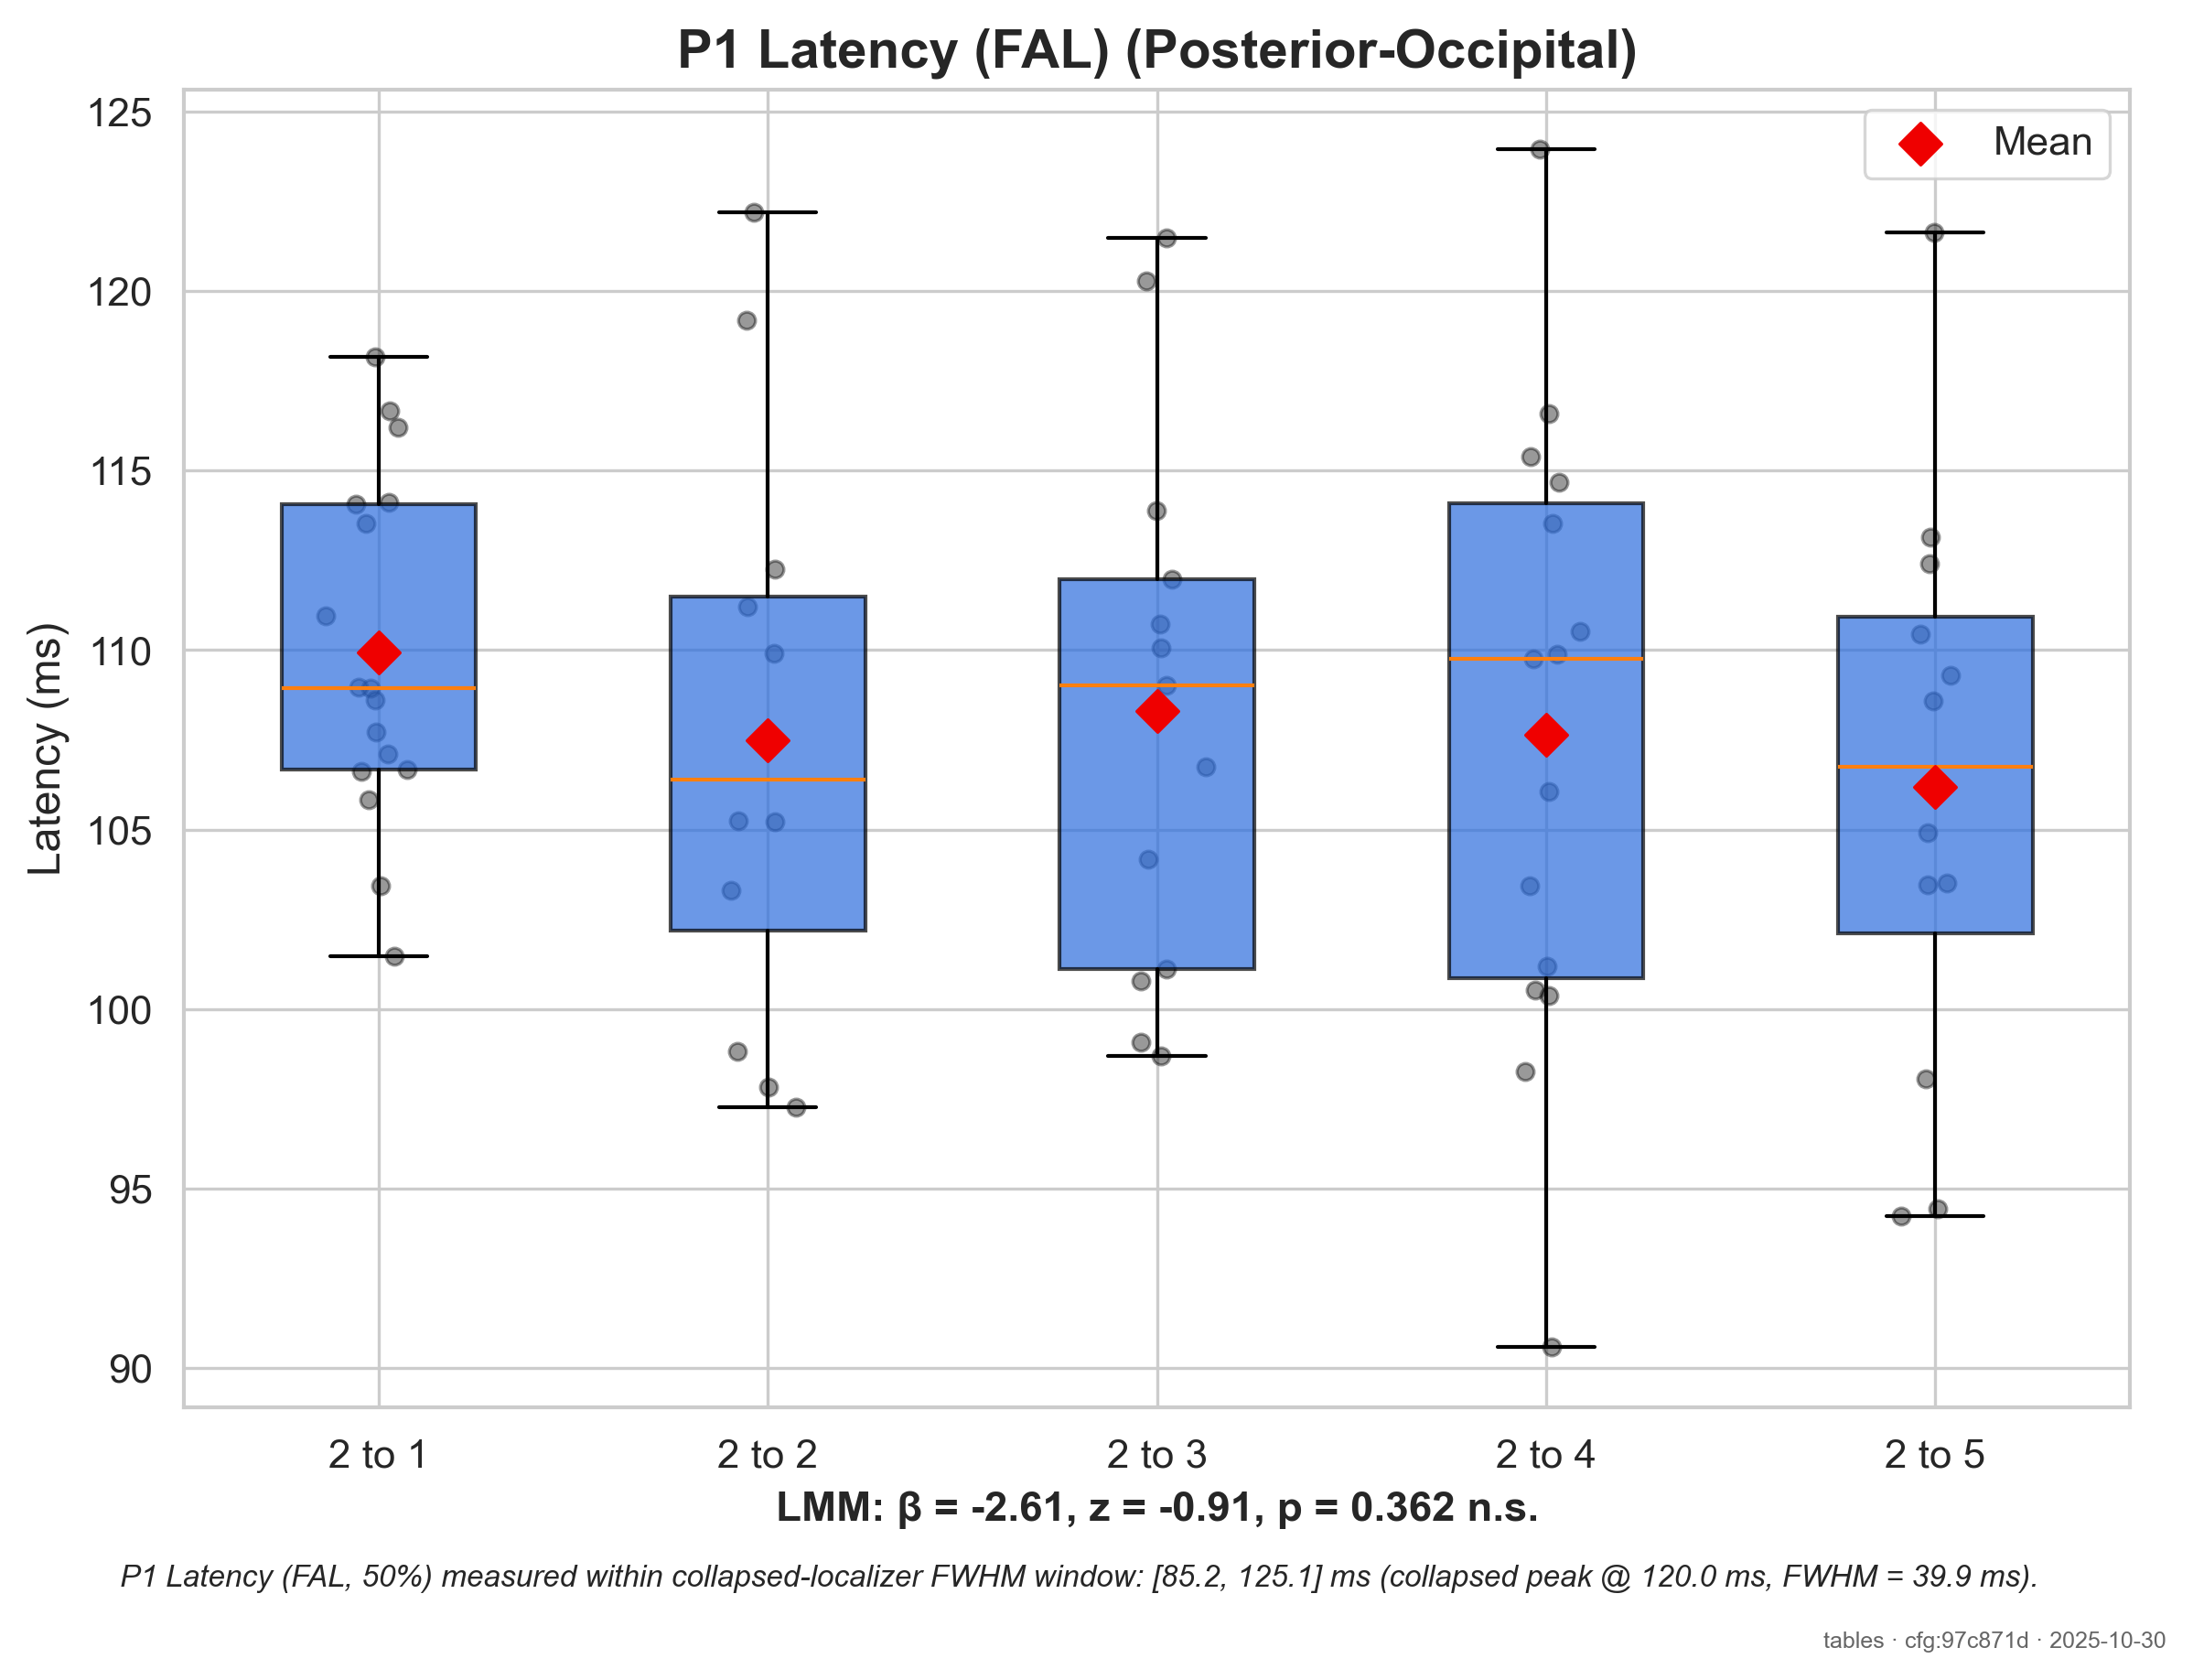 P1 Latency (FAL) (Posterior-Occipital)
Mean
Latency (ms)
125
120
115
110
105
100
95
90
2 to 1
2 to 2
2 to 3
2 to 4
2 to 5
LMM: β = -2.61, z = -0.91, p = 0.362 n.s.
P1 Latency (FAL, 50%) measured within collapsed-localizer FWHM window: [85.2, 125.1] ms (collapsed peak @ 120.0 ms, FWHM = 39.9 ms).
tables · cfg:97c871d · 2025-10-30